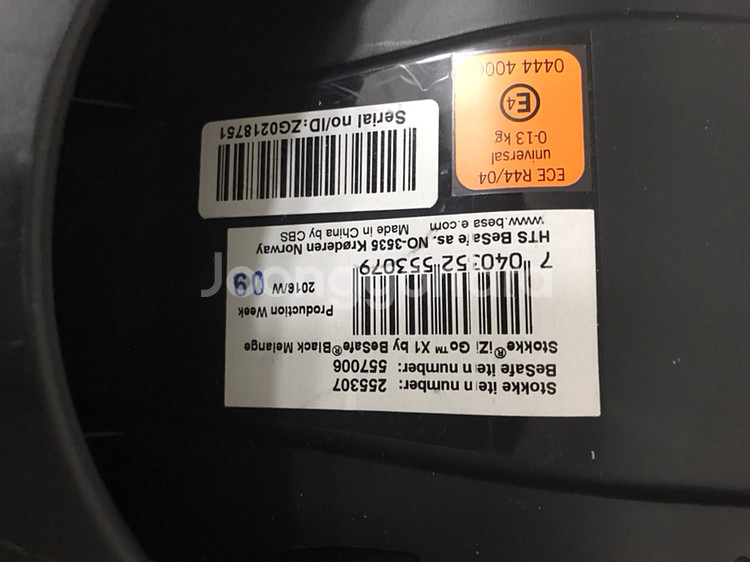 Stokke item number: 255307
BeSafe item number: 557006
Stokke® iZi Go™ X1 by BeSafe® Black Melange
Production Week
2016/W 09
7 040352 553079
HTS BeSafe as. NO-3535 Krøderen Norway
www.besafe.com Made in China by CBS
ECE R44/04
universal
0-13 kg
E4
0444 400
Serial no/ID:ZG0218751
Joonggonara